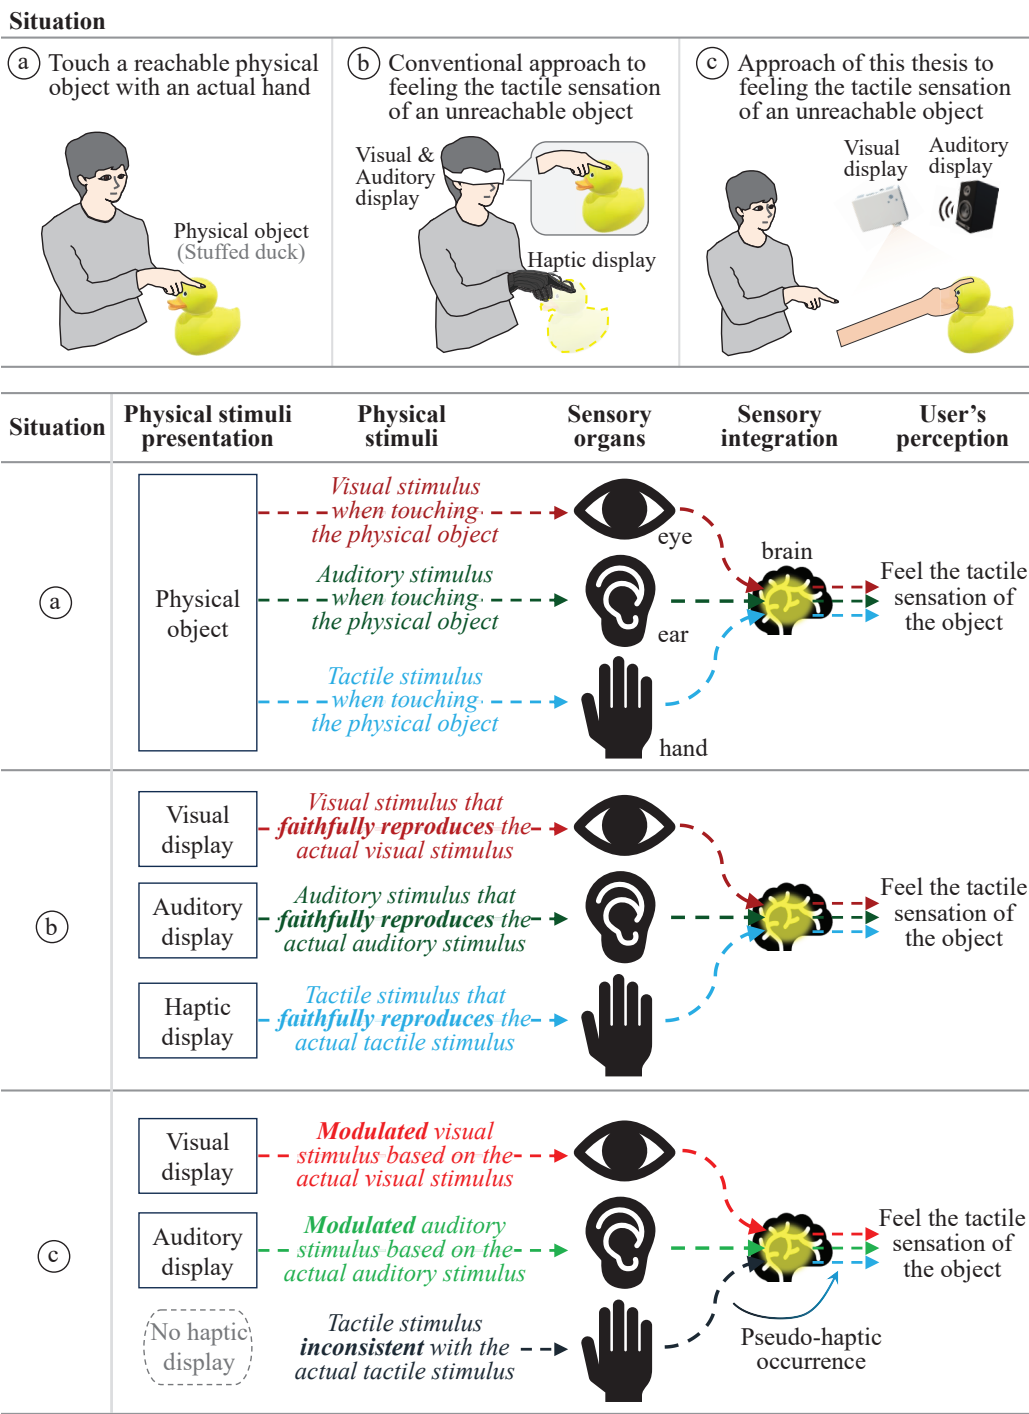 Situation
a Touch a reachable physical
object with an actual hand
Physical object
(Stuffed duck)
b Conventional approach to
feeling the tactile sensation
of an unreachable object
Visual &
Auditory
display
Haptic display
c Approach of this thesis to
feeling the tactile sensation
of an unreachable object
Visual
display
Auditory
display
Situation
Physical stimuli
presentation
Physical
stimuli
Sensory
organs
Sensory
integration
User's
perception
a
Physical
object
Visual stimulus
when touching
the physical object
Auditory stimulus
when touching
the physical object
Tactile stimulus
when touching
the physical object
eye
ear
hand
brain
Feel the tactile
sensation of
the object
b
Visual
display
Auditory
display
Haptic
display
Visual stimulus that
faithfully reproduces the
actual visual stimulus
Auditory stimulus that
faithfully reproduces the
actual auditory stimulus
Tactile stimulus that
faithfully reproduces the
actual tactile stimulus
Feel the tactile
sensation of
the object
c
Visual
display
Auditory
display
No haptic
display
Modulated visual
stimulus based on the
actual visual stimulus
Modulated auditory
stimulus based on the
actual auditory stimulus
Tactile stimulus
inconsistent with the
actual tactile stimulus
Feel the tactile
sensation of
the object
Pseudo-haptic
occurrence